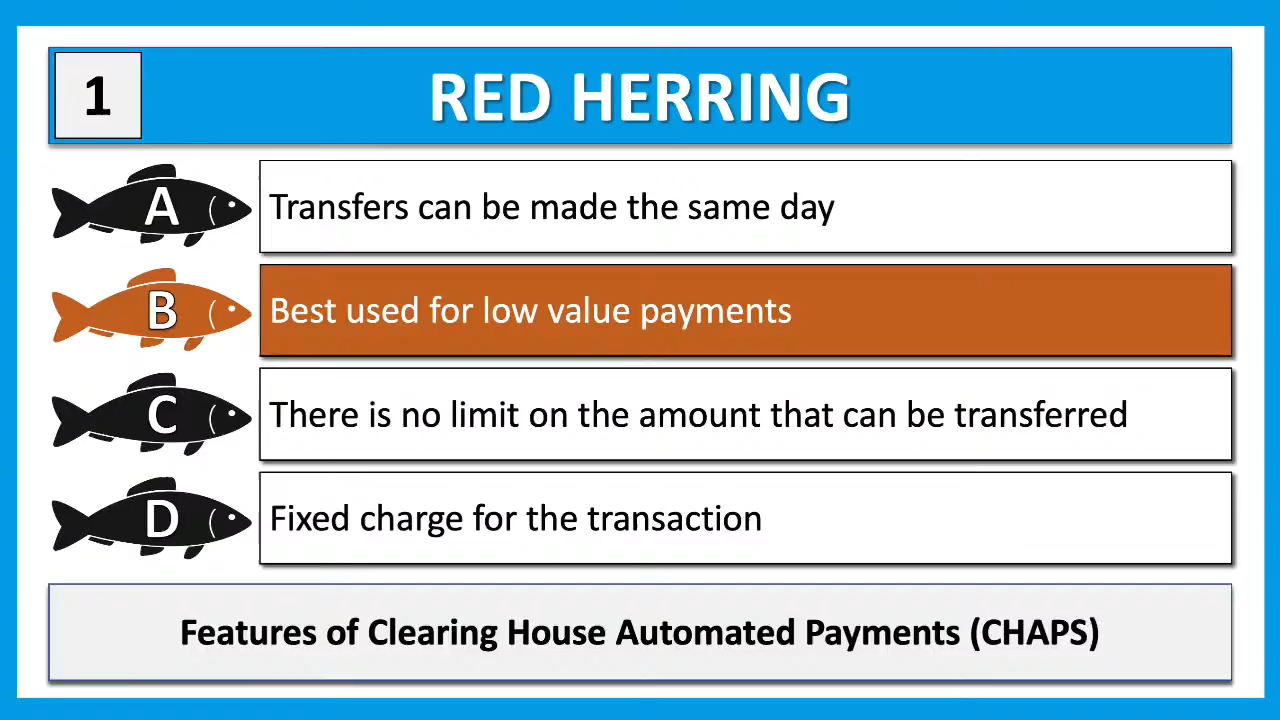 1
RED HERRING
A
Transfers can be made the same day
B
Best used for low value payments
C
There is no limit on the amount that can be transferred
D
Fixed charge for the transaction
Features of Clearing House Automated Payments (CHAPS)